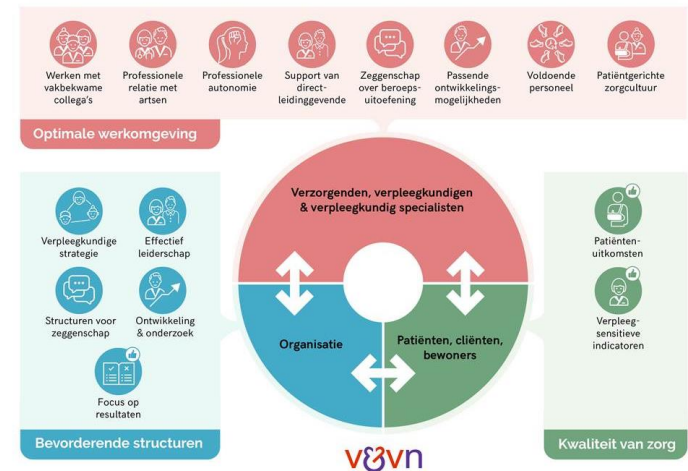 Werken met
vakbekwame
collega's
Professionele
relatie met
artsen
Professionele
autonomie
Support van
direct-
leidinggevende
Zeggenschap
over beroeps-
uitoefening
Passende
ontwikkelings-
mogelijkheden
Voldoende
personeel
Patiëntgerichte
zorgcultuur
Optimale werkomgeving
Verzorgenden, verpleegkundigen
& verpleegkundig specialisten
Verpleegkundige
strategie
Effectief
leiderschap
Structuren voor
zeggenschap
Ontwikkeling
& onderzoek
Focus op
resultaten
Bevorderende structuren
Organisatie
Patiënten, cliënten,
bewoners
Patiënten-
uitkomsten
Verpleeg-
sensitieve
indicatoren
Kwaliteit van zorg
v&vn